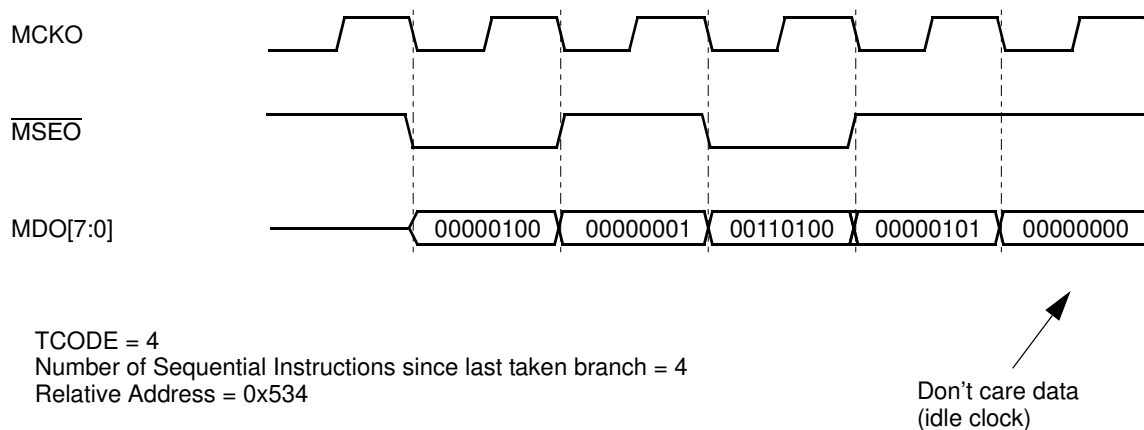 MCKO
MSEO
MDO[7:0]
00000100 00000001 00110100 00000101 00000000
TCODE = 4
Number of Sequential Instructions since last taken branch = 4
Relative Address = 0x534
Don't care data
(idle clock)